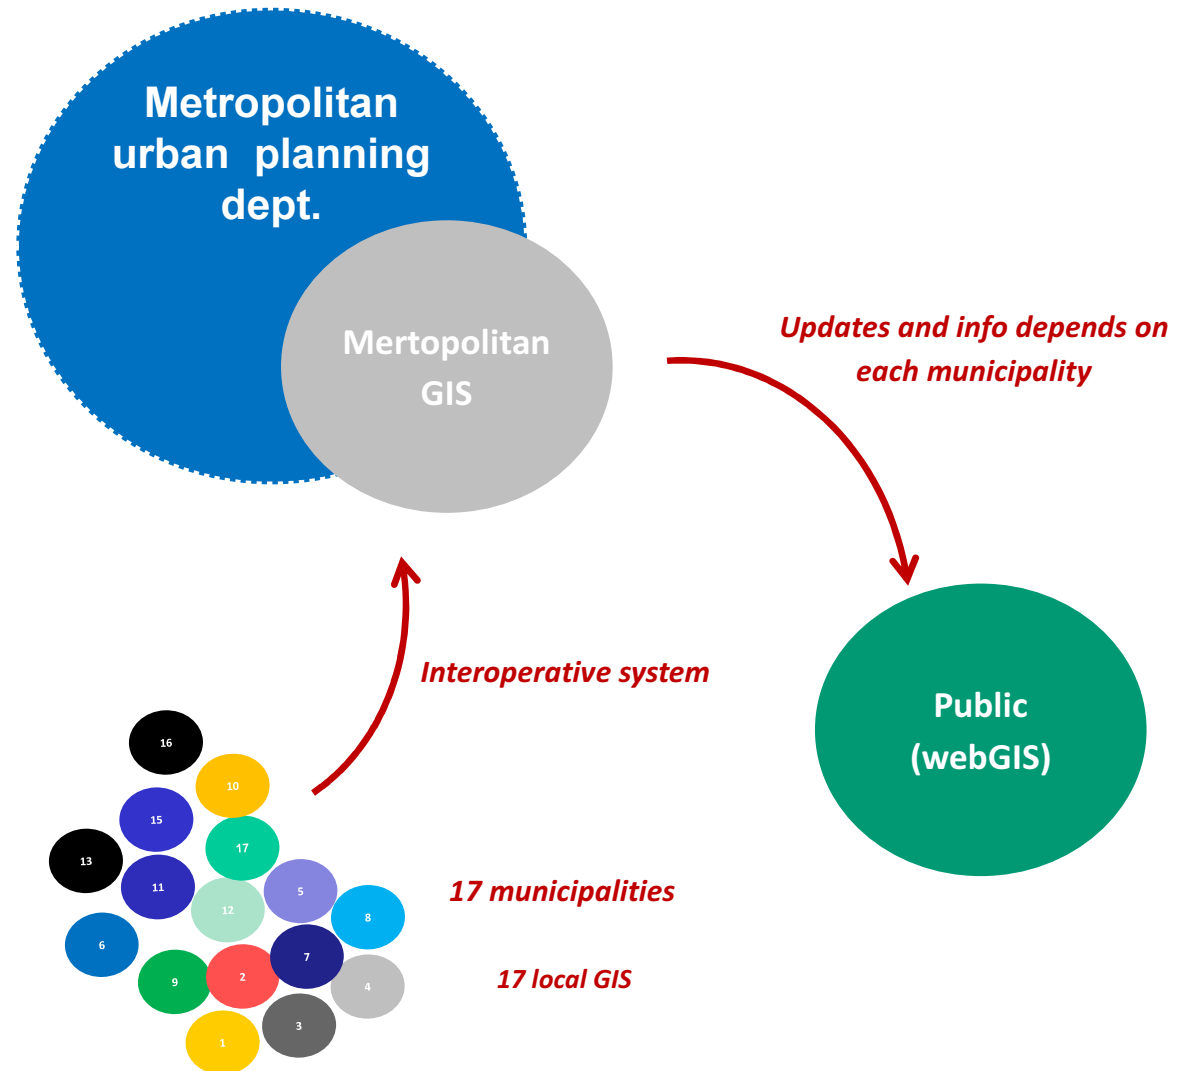 Metropolitan
urban planning
dept.
Mertopolitan
GIS
Updates and info depends on
each municipality
Interoperative system
Public
(webGIS)
16
10
15
17
13
11
5
12
8
6
7
2
9
4
3
1
17 municipalities
17 local GIS